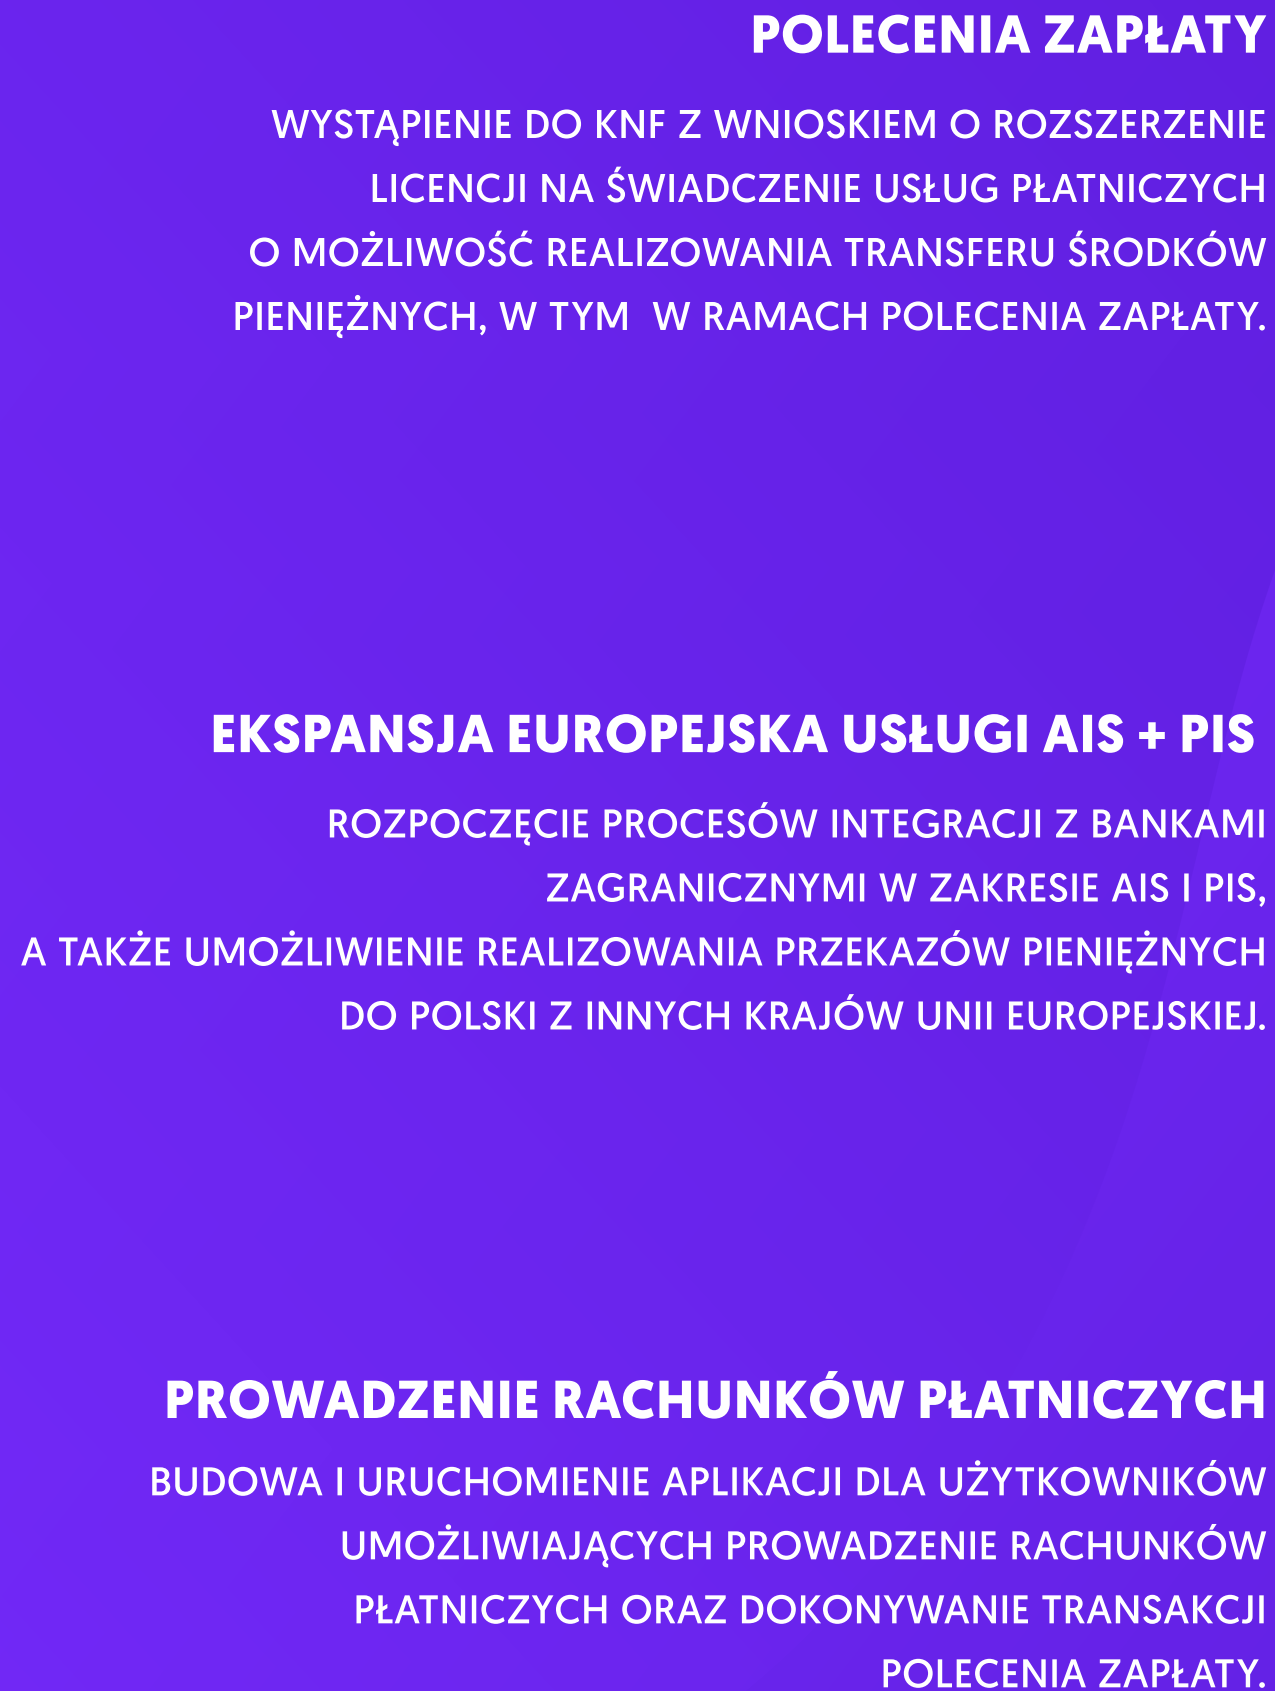 POLECENIA ZAPŁATY
WYSTĄPIENIE DO KNF Z WNIOSKIEM O ROZSZERZENIE
LICENCJI NA ŚWIADCZENIE USŁUG PŁATNICZYCH
O MOŻLIWOŚĆ REALIZOWANIA TRANSFERU ŚRODKÓW
PIENIĘŻNYCH, W TYM  W RAMACH POLECENIA ZAPŁATY.
EKSPANSJA EUROPEJSKA USŁUGI AIS + PIS
ROZPOCZĘCIE PROCESÓW INTEGRACJI Z BANKAMI
ZAGRANICZNYMI W ZAKRESIE AIS I PIS,
A TAKŻE UMOŻLIWIENIE REALIZOWANIA PRZEKAZÓW PIENIĘŻNYCH
DO POLSKI Z INNYCH KRAJÓW UNII EUROPEJSKIEJ.
PROWADZENIE RACHUNKÓW PŁATNICZYCH
BUDOWA I URUCHOMIENIE APLIKACJI DLA UŻYTKOWNIKÓW
UMOŻLIWIAJĄCYCH PROWADZENIE RACHUNKÓW
PŁATNICZYCH ORAZ DOKONYWANIE TRANSAKCJI
POLECENIA ZAPŁATY.